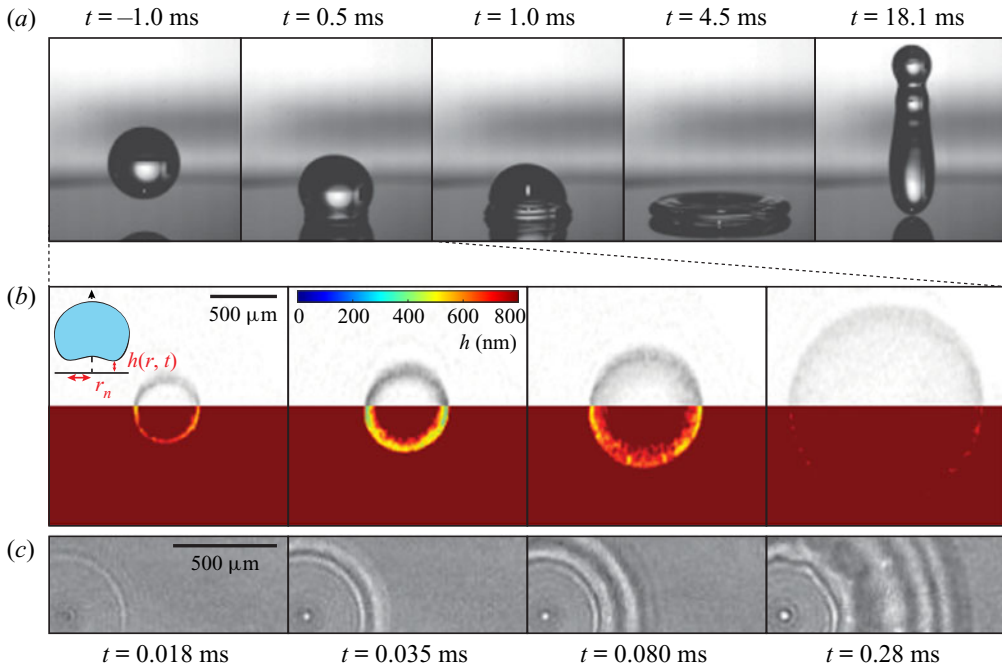 (a) t = –1.0 ms t = 0.5 ms t = 1.0 ms t = 4.5 ms t = 18.1 ms
(b)
500 μm
0 200 400 600 800
h (nm)
h(r, t)
r_n
(c)
500 μm
t = 0.018 ms t = 0.035 ms t = 0.080 ms t = 0.28 ms